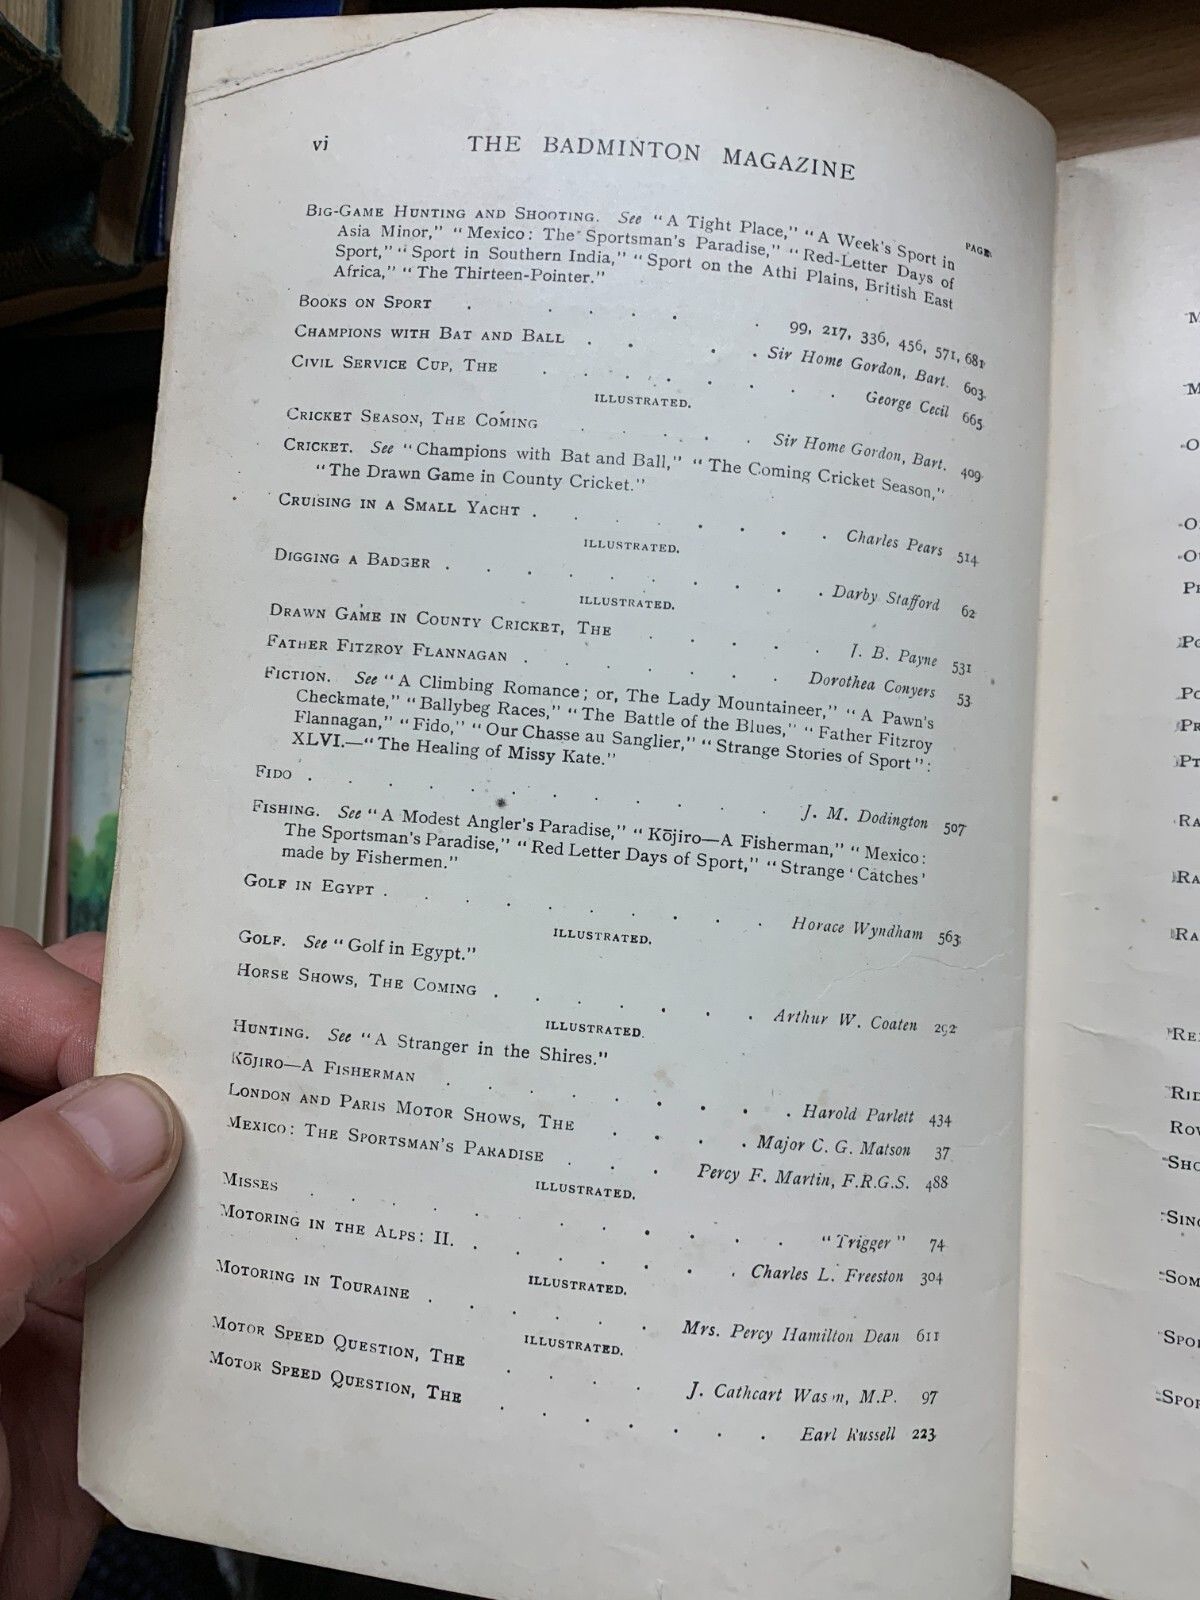 vi THE BADMINTON MAGAZINE
PAGE
BIG-GAME HUNTING AND SHOOTING. See "A Tight Place," "A Week's Sport in
Asia Minor," "Mexico: The Sportsman's Paradise," "Red-Letter Days of
Sport," "Sport in Southern India," "Sport on the Athi Plains, British East
Africa," "The Thirteen-Pointer."
BOOKS ON SPORT . . . . . . 99, 217, 336, 456, 571, 681
CHAMPIONS WITH BAT AND BALL . . . . Sir Home Gordon, Bart. 603
CIVIL SERVICE CUP, THE . . . . . . . . George Cecil 665
ILLUSTRATED.
CRICKET SEASON, THE COMING . . . . . Sir Home Gordon, Bart. 409
CRICKET. See "Champions with Bat and Ball," "The Coming Cricket Season,"
"The Drawn Game in County Cricket."
CRUISING IN A SMALL YACHT . . . . . . . Charles Pears 514
ILLUSTRATED.
DIGGING A BADGER . . . . . . . . . Darby Stafford 62
ILLUSTRATED.
DRAWN GAME IN COUNTY CRICKET, THE . . . . . J. B. Payne 531
FATHER FITZROY FLANNAGAN . . . . . . . Dorothea Conyers 53
FICTION. See "A Climbing Romance; or, The Lady Mountaineer," "A Pawn's
Checkmate," "Ballybeg Races," "The Battle of the Blues," "Father Fitzroy
Flannagan," "Fido," "Our Chasse au Sanglier," "Strange Stories of Sport":
XLVI.—"The Healing of Missy Kate."
FIDO . . . . . . . . . . . J. M. Dodington 507
FISHING. See "A Modest Angler's Paradise," "Kōjiro—A Fisherman," "Mexico:
The Sportsman's Paradise," "Red Letter Days of Sport," "Strange 'Catches'
made by Fishermen."
GOLF IN EGYPT . . . . . . . . . Horace Wyndham 563
ILLUSTRATED.
GOLF. See "Golf in Egypt."
HORSE SHOWS, THE COMING . . . . . . . Arthur W. Coaten 292
ILLUSTRATED.
HUNTING. See "A Stranger in the Shires."
KŌJIRO—A FISHERMAN . . . . . . . . Harold Parlett 434
LONDON AND PARIS MOTOR SHOWS, THE . . . . Major C. G. Matson 37
MEXICO: THE SPORTSMAN'S PARADISE . . . Percy F. Martin, F.R.G.S. 488
ILLUSTRATED.
MISSES . . . . . . . . . . . "Trigger" 74
MOTORING IN THE ALPS: II. . . . . . . . Charles L. Freeston 304
ILLUSTRATED.
MOTORING IN TOURAINE . . . . . . Mrs. Percy Hamilton Dean 611
ILLUSTRATED.
MOTOR SPEED QUESTION, THE . . . . J. Cathcart Wason, M.P. 97
MOTOR SPEED QUESTION, THE . . . . . . . Earl Russell 223